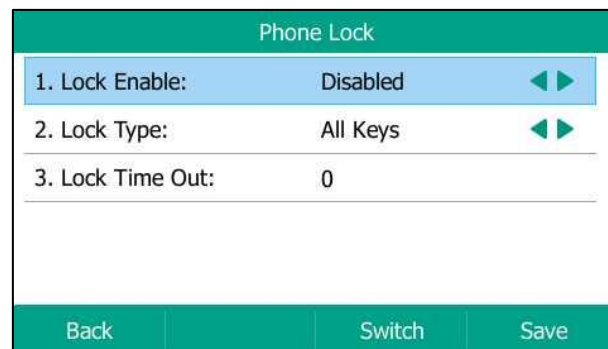 Phone Lock
1. Lock Enable: Disabled
2. Lock Type: All Keys
3. Lock Time Out: 0
Back Switch Save